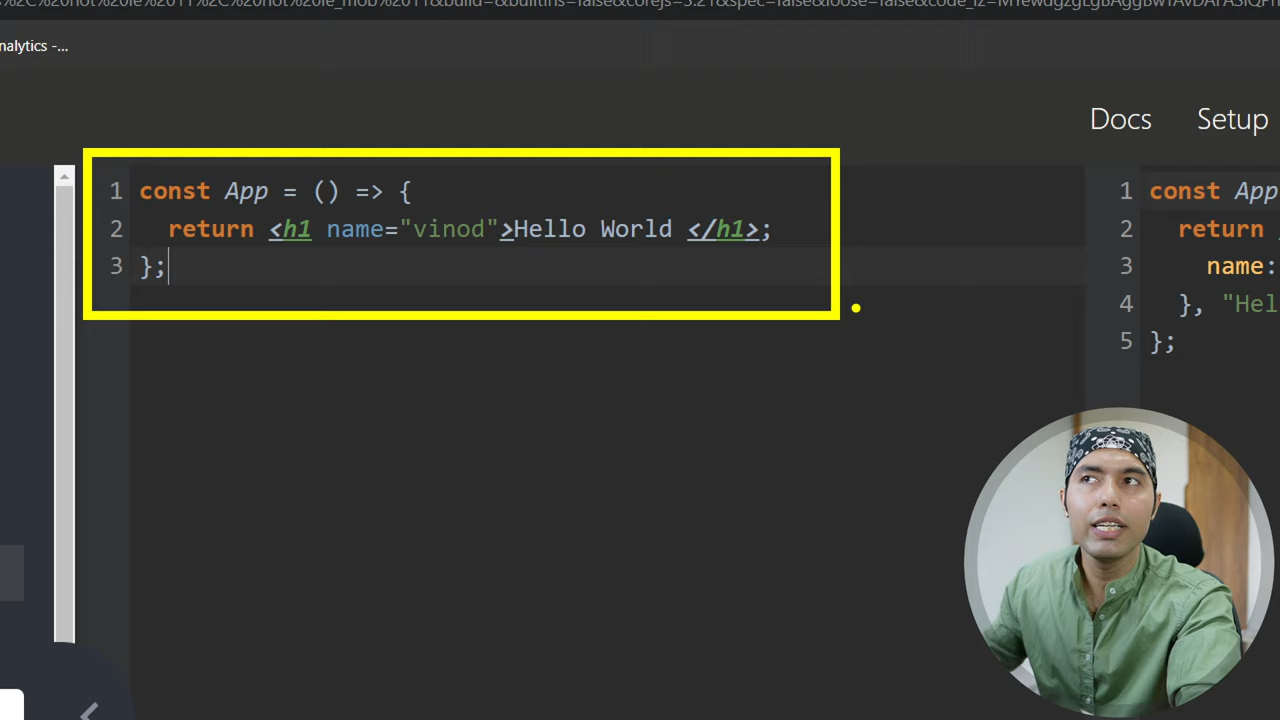 nalytics -...
Docs Setup
1 const App = () => {
2 return <h1 name="vinod">Hello World </h1>;
3 };
1 const App
2 return
3 name:
4 }, "Hel
5 };